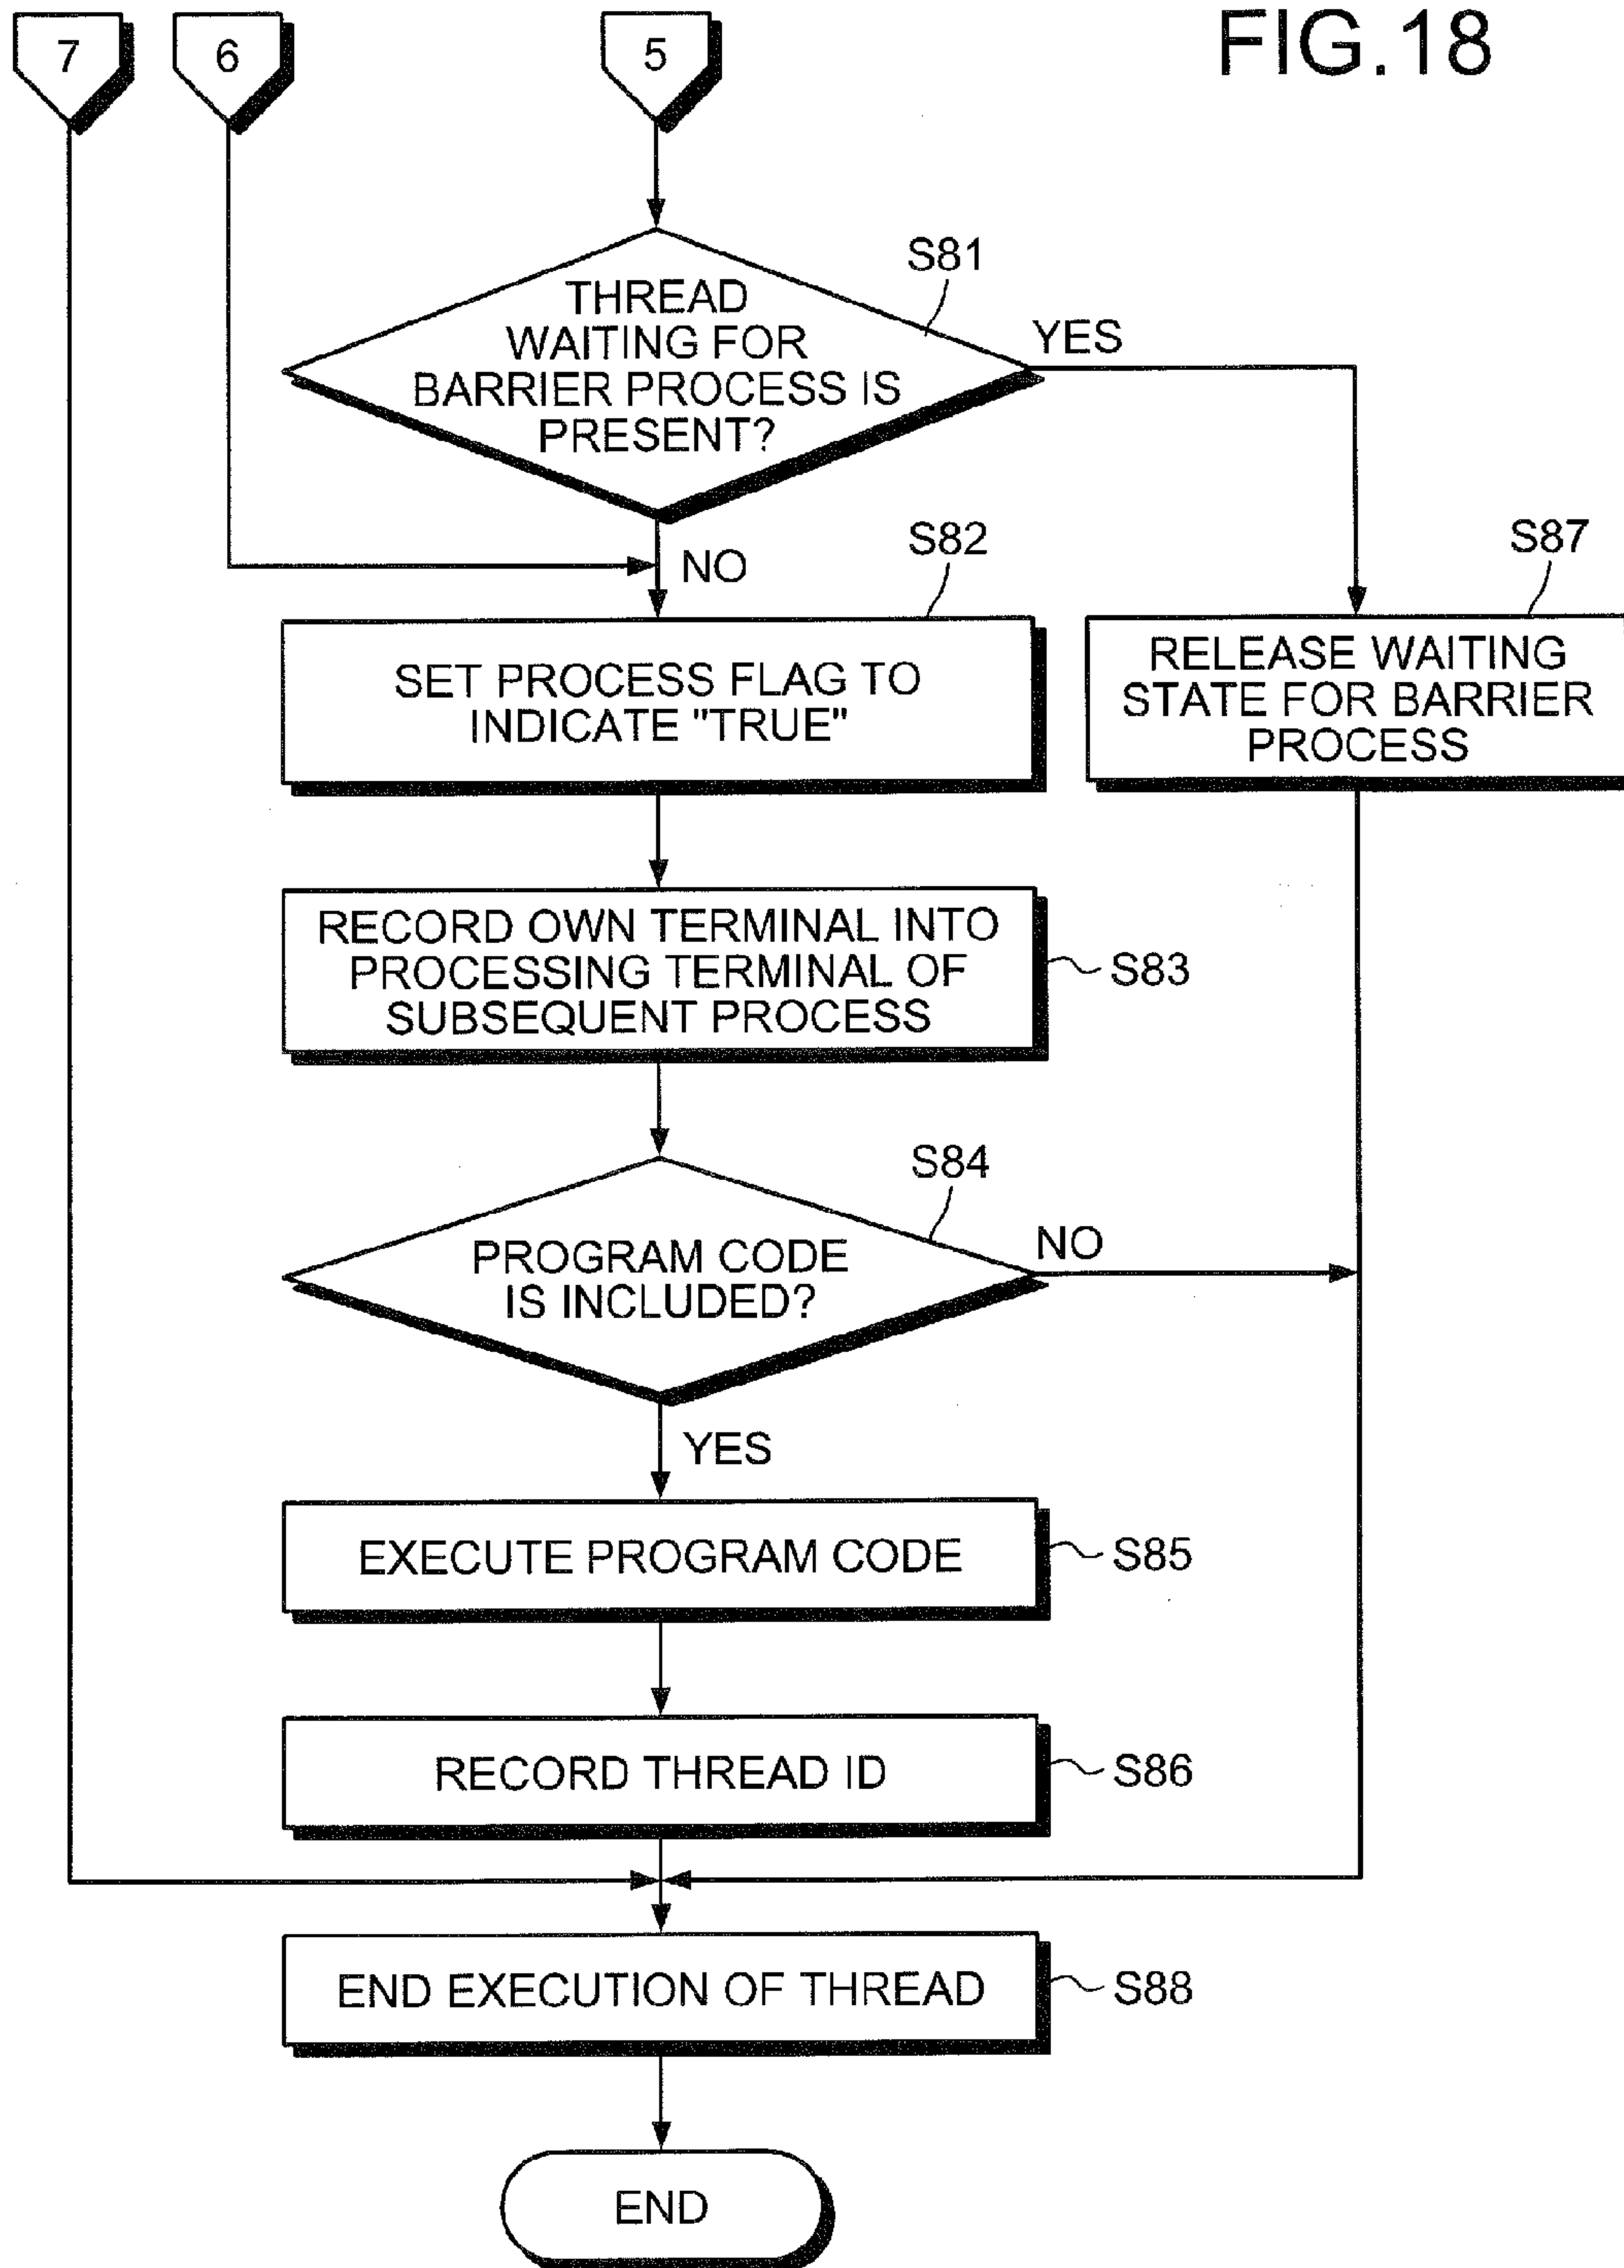 FIG.18
7
6
5
S81
THREAD
WAITING FOR
BARRIER PROCESS IS
PRESENT?
YES
NO
S82
S87
SET PROCESS FLAG TO
INDICATE "TRUE"
RELEASE WAITING
STATE FOR BARRIER
PROCESS
RECORD OWN TERMINAL INTO
PROCESSING TERMINAL OF
SUBSEQUENT PROCESS
S83
S84
PROGRAM CODE
IS INCLUDED?
NO
YES
EXECUTE PROGRAM CODE
S85
RECORD THREAD ID
S86
END EXECUTION OF THREAD
S88
END